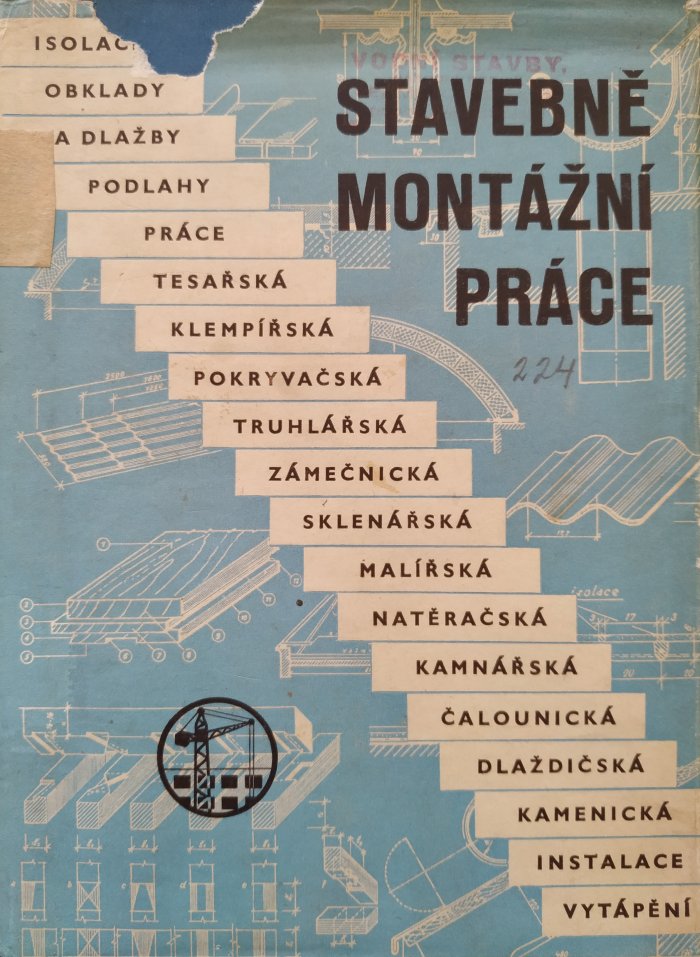 STAVEBNĚ
MONTÁŽNÍ
PRÁCE
224
OBKLADY
A DLAŽBY
PODLAHY
PRÁCE
TESAŘSKÁ
KLEMPÍŘSKÁ
POKRYVAČSKÁ
TRUHLÁŘSKÁ
ZÁMEČNICKÁ
SKLENÁŘSKÁ
MALÍŘSKÁ
NATĚRAČSKÁ
KAMNÁŘSKÁ
ČALOUNICKÁ
DLAŽDIČSKÁ
KAMENICKÁ
INSTALACE
VYTÁPĚNÍ
isolace